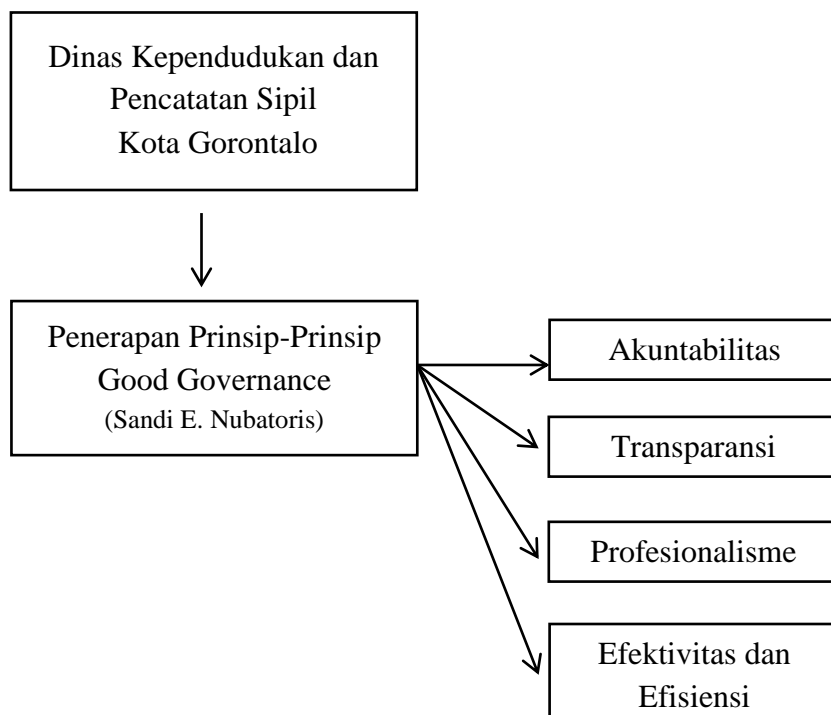 Dinas Kependudukan dan
Pencatatan Sipil
Kota Gorontalo
Penerapan Prinsip-Prinsip
Good Governance
(Sandi E. Nubatoris)
Akuntabilitas
Transparansi
Profesionalisme
Efektivitas dan
Efisiensi